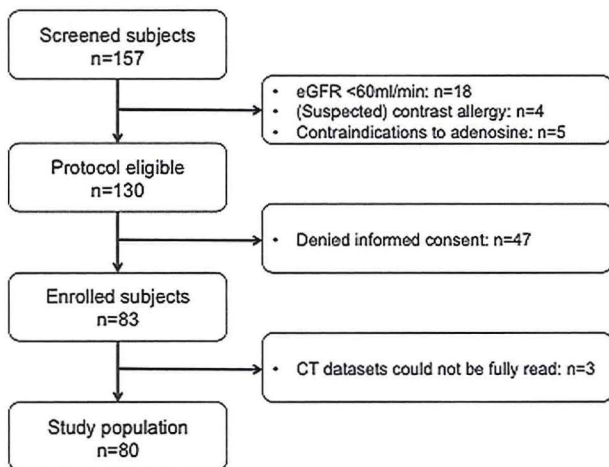 Screened subjects
n=157
• eGFR <60ml/min: n=18
• (Suspected) contrast allergy: n=4
• Contraindications to adenosine: n=5
Protocol eligible
n=130
• Denied informed consent: n=47
Enrolled subjects
n=83
• CT datasets could not be fully read: n=3
Study population
n=80